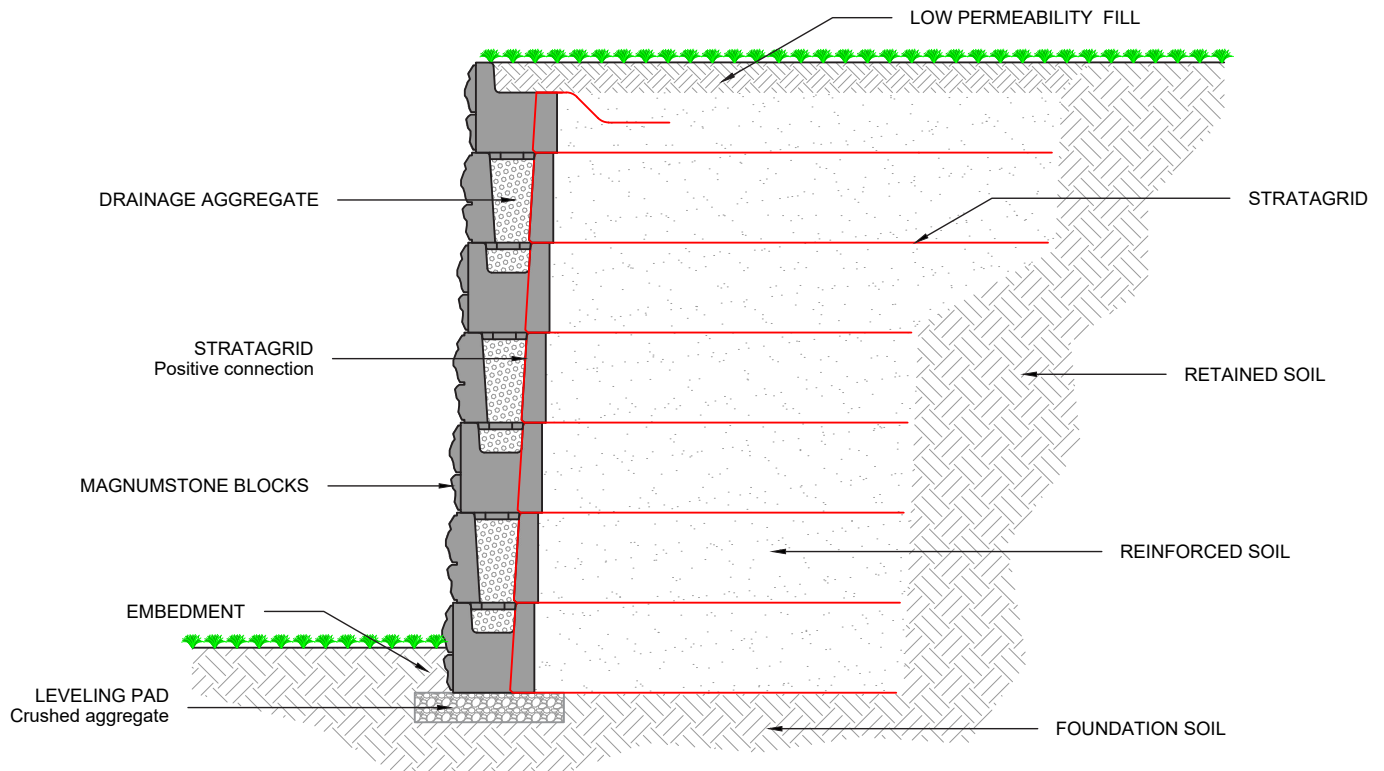 LOW PERMEABILITY FILL
DRAINAGE AGGREGATE
STRATAGRID
STRATAGRID
Positive connection
RETAINED SOIL
MAGNUMSTONE BLOCKS
REINFORCED SOIL
EMBEDMENT
LEVELING PAD
Crushed aggregate
FOUNDATION SOIL